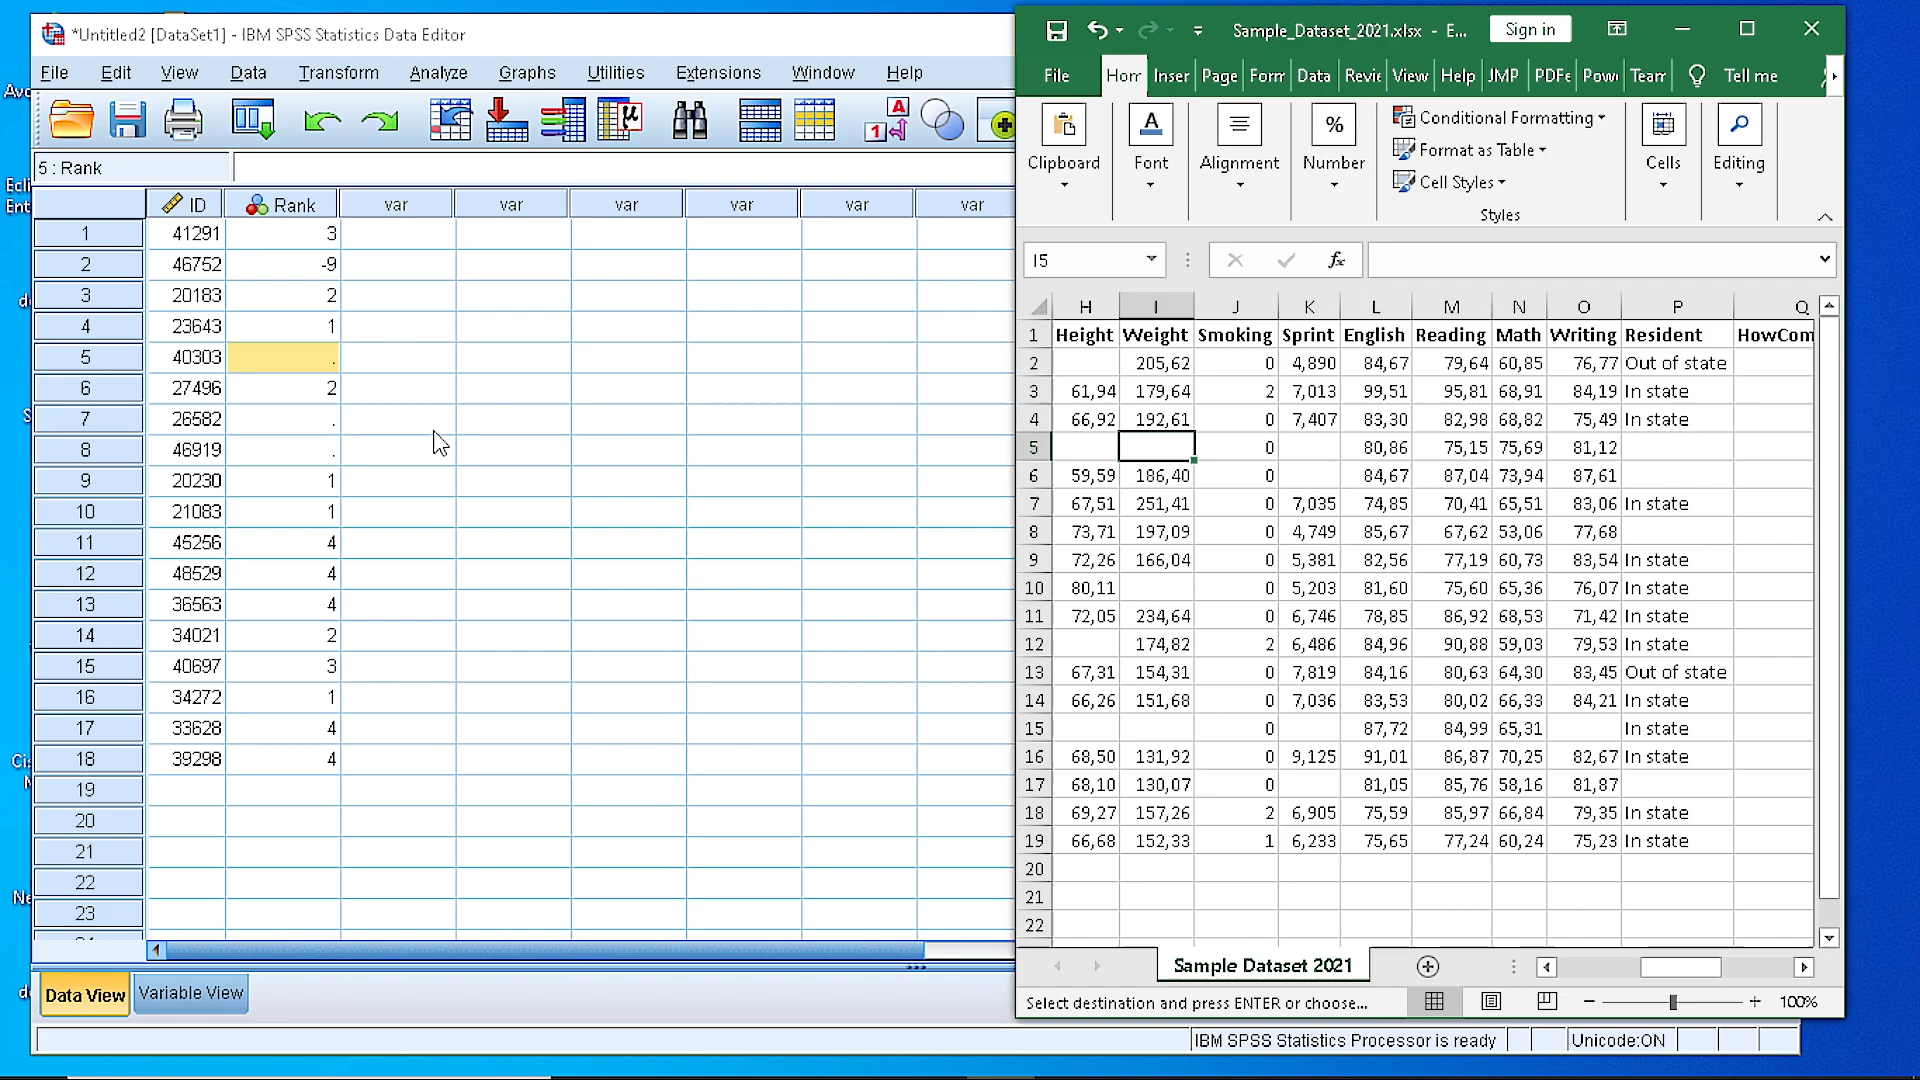 *Untitled2 [DataSet1] - IBM SPSS Statistics Data Editor
File Edit View Data Transform Analyze Graphs Utilities Extensions Window Help
5 : Rank
ID Rank var var var var var var
1 41291 3
2 46752 -9
3 20183 2
4 23643 1
5 40303 .
6 27496 2
7 26582 .
8 46919 .
9 20230 1
10 21083 1
11 45256 4
12 48529 4
13 36563 4
14 34021 2
15 40697 3
16 34272 1
17 33628 4
18 39298 4
19
20
21
22
23
Data View Variable View
IBM SPSS Statistics Processor is ready Unicode:ON
Sample_Dataset_2021.xlsx - E... Sign in
File Hom Inser Page Form Data Revi View Help JMP PDFe Powe Team Tell me
Clipboard Font Alignment Number Cells Editing
Conditional Formatting
Format as Table
Cell Styles
Styles
I5 fx
H I J K L M N O P Q
1 Height Weight Smoking Sprint English Reading Math Writing Resident HowCom
2 205,62 0 4,890 84,67 79,64 60,85 76,77 Out of state
3 61,94 179,64 2 7,013 99,51 95,81 68,91 84,19 In state
4 66,92 192,61 0 7,407 83,30 82,98 68,82 75,49 In state
5 0 80,86 75,15 75,69 81,12
6 59,59 186,40 0 84,67 87,04 73,94 87,61
7 67,51 251,41 0 7,035 74,85 70,41 65,51 83,06 In state
8 73,71 197,09 0 4,749 85,67 67,62 53,06 77,68
9 72,26 166,04 0 5,381 82,56 77,19 60,73 83,54 In state
10 80,11 0 5,203 81,60 75,60 65,36 76,07 In state
11 72,05 234,64 0 6,746 78,85 86,92 68,53 71,42 In state
12 174,82 2 6,486 84,96 90,88 59,03 79,53 In state
13 67,31 154,31 0 7,819 84,16 80,63 64,30 83,45 Out of state
14 66,26 151,68 0 7,036 83,53 80,02 66,33 84,21 In state
15 0 87,72 84,99 65,31 In state
16 68,50 131,92 0 9,125 91,01 86,87 70,25 82,67 In state
17 68,10 130,07 0 81,05 85,76 58,16 81,87
18 69,27 157,26 2 6,905 75,59 85,97 66,84 79,35 In state
19 66,68 152,33 1 6,233 75,65 77,24 60,24 75,23 In state
20
21
22
Sample Dataset 2021
Select destination and press ENTER or choose... 100%